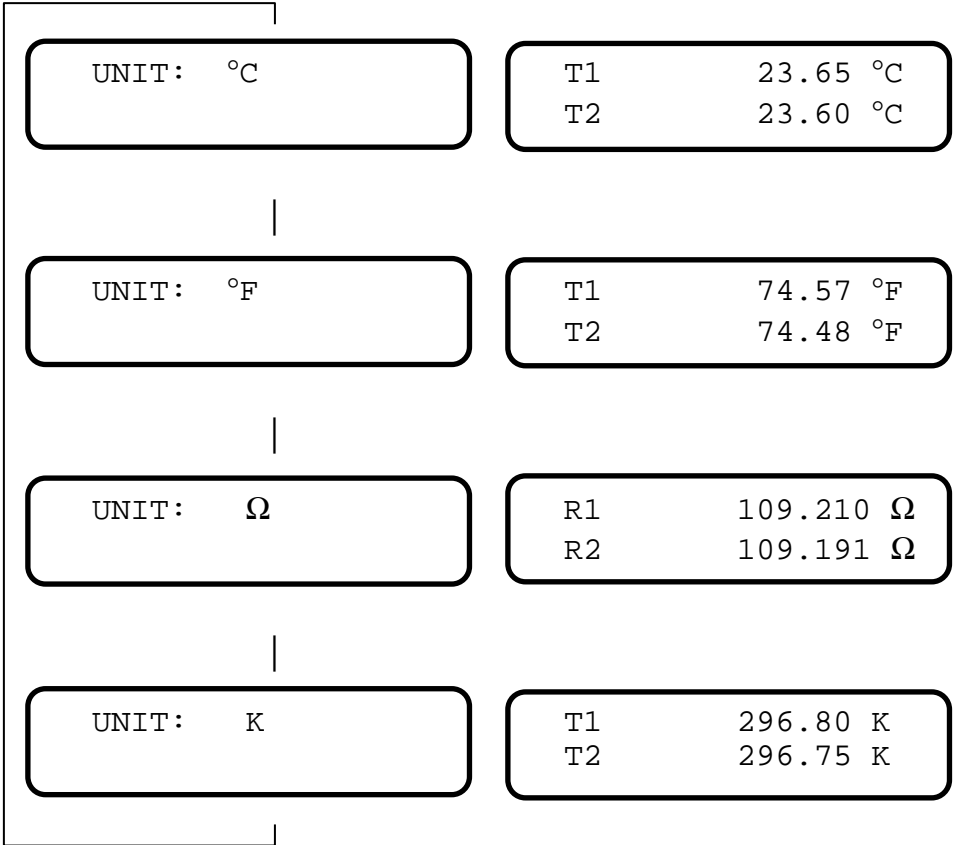 UNIT: °C
T1 23.65 °C
T2 23.60 °C
UNIT: °F
T1 74.57 °F
T2 74.48 °F
UNIT: Ω
R1 109.210 Ω
R2 109.191 Ω
UNIT: K
T1 296.80 K
T2 296.75 K